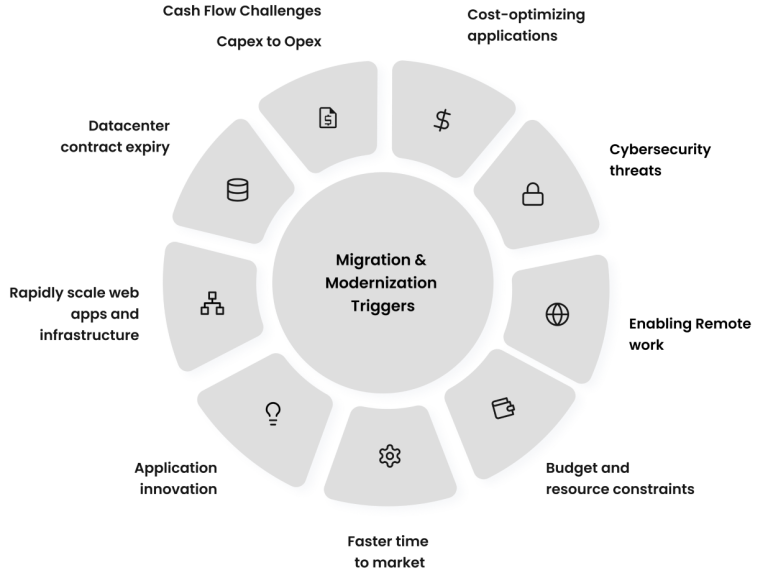 Cash Flow Challenges
Capex to Opex
Cost-optimizing
applications
Cybersecurity
threats
Enabling Remote
work
Budget and
resource constraints
Faster time
to market
Application
innovation
Rapidly scale web
apps and
infrastructure
Datacenter
contract expiry
Migration &
Modernization
Triggers